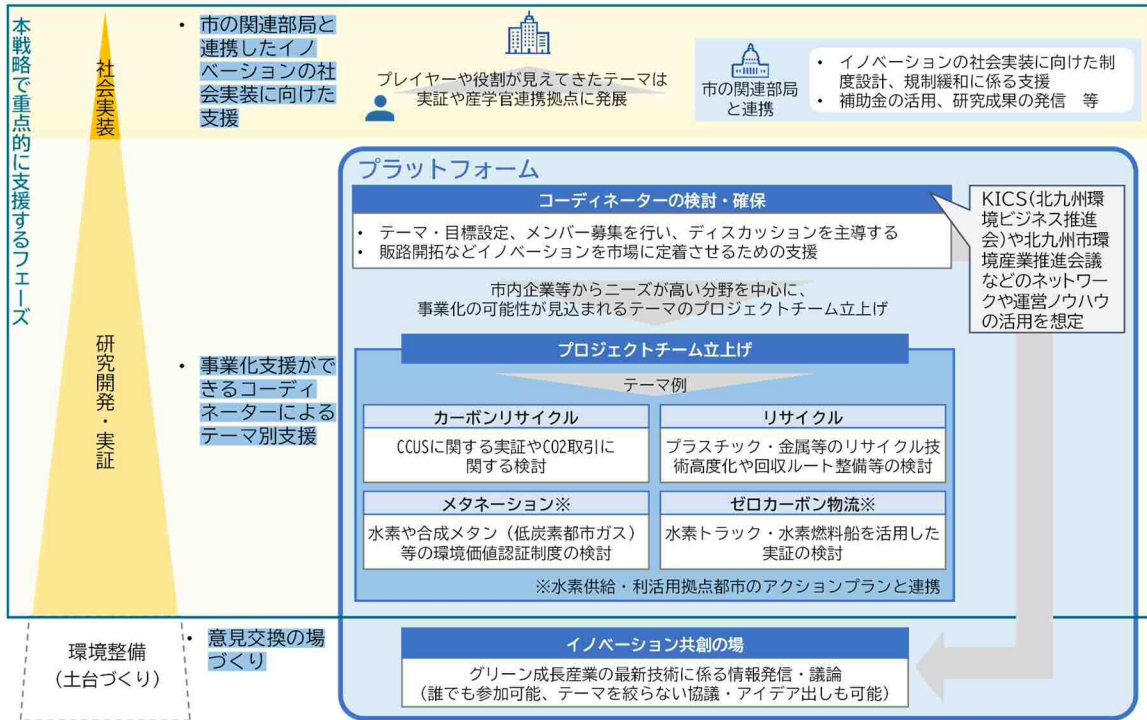 本戦略で重点的に支援するフェーズ
社会実装
• 市の関連部局と
連携したイノ
ベーションの社
会実装に向けた
支援
プレイヤーや役割が見えてきたテーマは
実証や産学官連携拠点に発展
市の関連部局
と連携
• イノベーションの社会実装に向けた制
度設計、規制緩和に係る支援
• 補助金の活用、研究成果の発信　等
研究開発・実証
• 事業化支援がで
きるコーディ
ネーターによる
テーマ別支援
プラットフォーム
コーディネーターの検討・確保
• テーマ・目標設定、メンバー募集を行い、ディスカッションを主導する
• 販路開拓などイノベーションを市場に定着させるための支援
KICS(北九州環
境ビジネス推進
会)や北九州市環
境産業推進会議
などのネットワー
クや運営ノウハウ
の活用を想定
市内企業等からニーズが高い分野を中心に、
事業化の可能性が見込まれるテーマのプロジェクトチーム立上げ
プロジェクトチーム立上げ
テーマ例
カーボンリサイクル
CCUSに関する実証やCO2取引に
関する検討
リサイクル
プラスチック・金属等のリサイクル技
術高度化や回収ルート整備等の検討
メタネーション※
水素や合成メタン（低炭素都市ガス）
等の環境価値認証制度の検討
ゼロカーボン物流※
水素トラック・水素燃料船を活用した
実証の検討
※水素供給・利活用拠点都市のアクションプランと連携
環境整備
（土台づくり）
• 意見交換の場
づくり
イノベーション共創の場
グリーン成長産業の最新技術に係る情報発信・議論
（誰でも参加可能、テーマを絞らない協議・アイデア出しも可能）